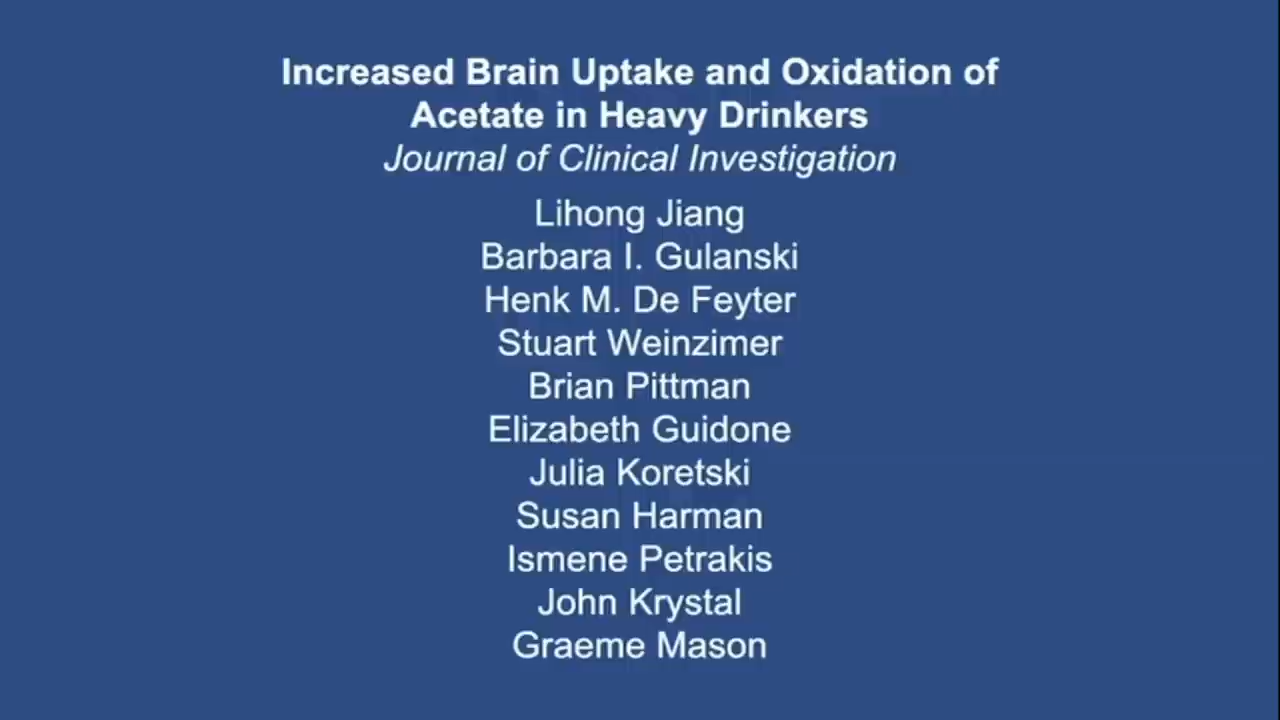 Increased Brain Uptake and Oxidation of
Acetate in Heavy Drinkers
Journal of Clinical Investigation
Lihong Jiang
Barbara I. Gulanski
Henk M. De Feyter
Stuart Weinzimer
Brian Pittman
Elizabeth Guidone
Julia Koretski
Susan Harman
Ismene Petrakis
John Krystal
Graeme Mason